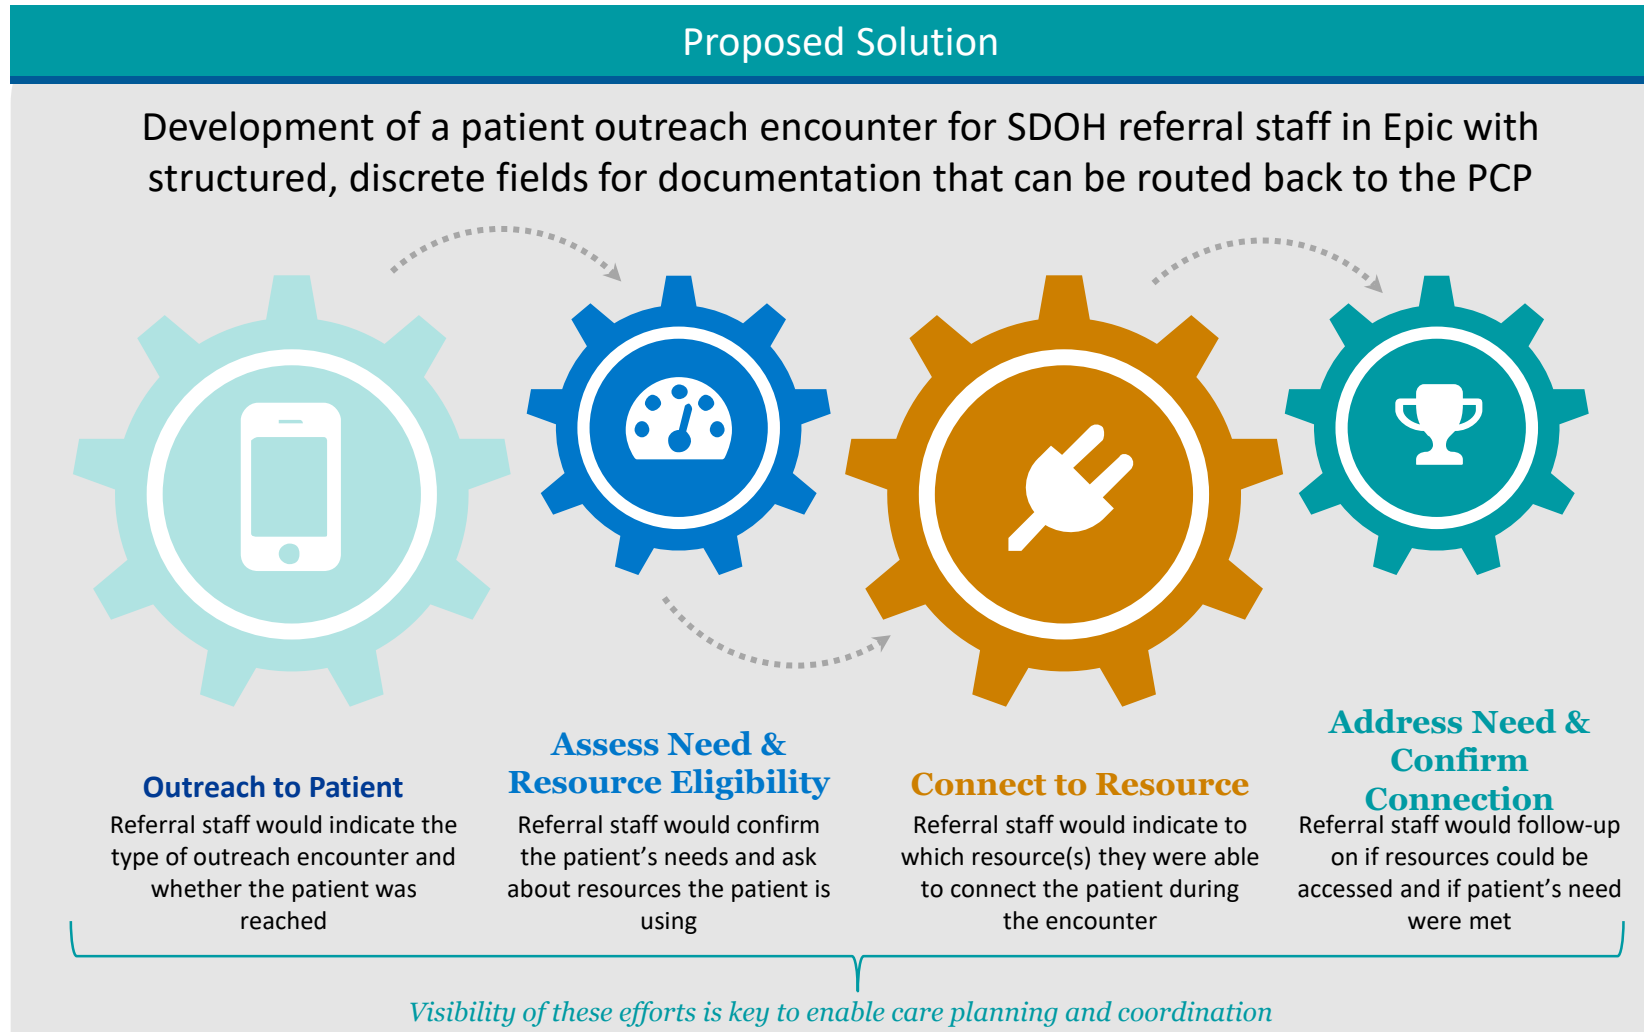 Proposed Solution
Development of a patient outreach encounter for SDOH referral staff in Epic with
structured, discrete fields for documentation that can be routed back to the PCP
Outreach to Patient
Referral staff would indicate the
type of outreach encounter and
whether the patient was
reached
Assess Need &
Resource Eligibility
Referral staff would confirm
the patient’s needs and ask
about resources the patient is
using
Connect to Resource
Referral staff would indicate to
which resource(s) they were able
to connect the patient during
the encounter
Address Need &
Confirm
Connection
Referral staff would follow-up
on if resources could be
accessed and if patient’s need
were met
Visibility of these efforts is key to enable care planning and coordination